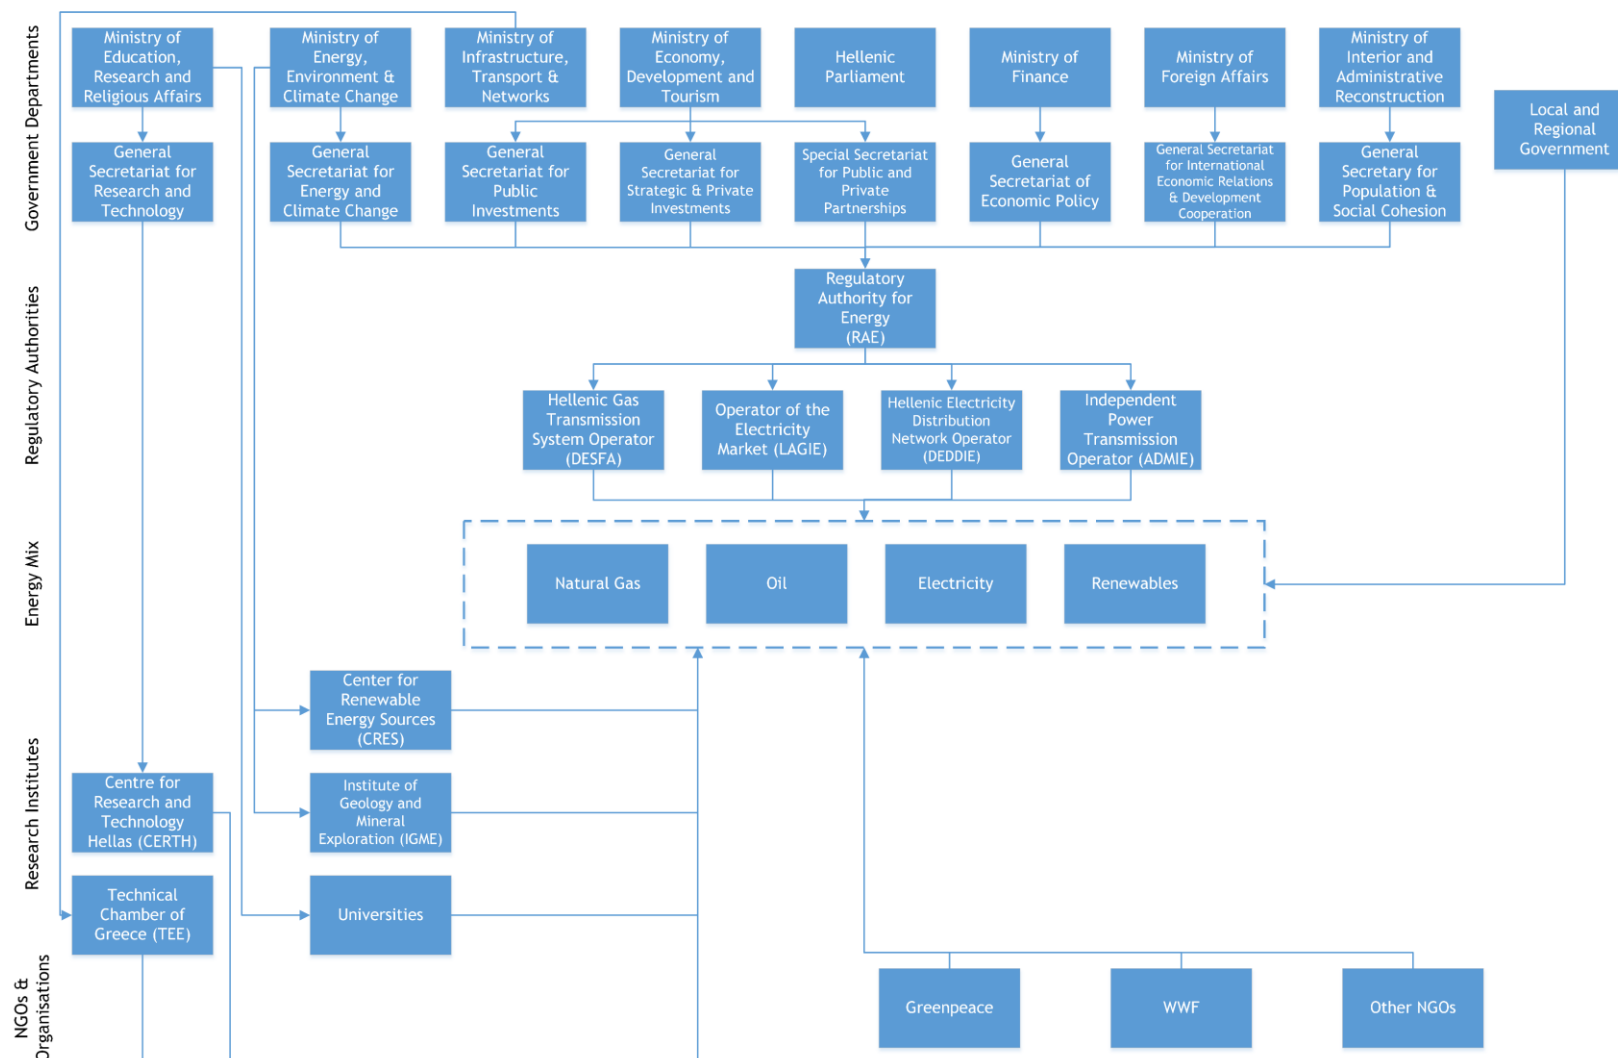 Government Departments
Ministry of
Education,
Research and
Religious Affairs
Ministry of
Energy,
Environment &
Climate Change
Ministry of
Infrastructure,
Transport &
Networks
Ministry of
Economy,
Development and
Tourism
Hellenic
Parliament
Ministry of
Finance
Ministry of
Foreign Affairs
Ministry of
Interior and
Administrative
Reconstruction
Local and
Regional
Government
General
Secretariat for
Research and
Technology
General
Secretariat for
Energy and
Climate Change
General
Secretariat for
Public
Investments
General
Secretariat for
Strategic & Private
Investments
Special Secretariat
for Public and
Private
Partnerships
General
Secretariat of
Economic Policy
General Secretariat
for International
Economic Relations
& Development
Cooperation
General
Secretary for
Population &
Social Cohesion
Regulatory Authorities
Regulatory
Authority for
Energy
(RAE)
Hellenic Gas
Transmission
System Operator
(DESFA)
Operator of the
Electricity
Market (LAGIE)
Hellenic Electricity
Distribution
Network Operator
(DEDDIE)
Independent
Power
Transmission
Operator (ADMIE)
Energy Mix
Natural Gas
Oil
Electricity
Renewables
Research Institutes
Center for
Renewable
Energy Sources
(CRES)
Centre for
Research and
Technology
Hellas (CERTH)
Institute of
Geology and
Mineral
Exploration (IGME)
Technical
Chamber of
Greece (TEE)
Universities
NGOs &
Organisations
Greenpeace
WWF
Other NGOs